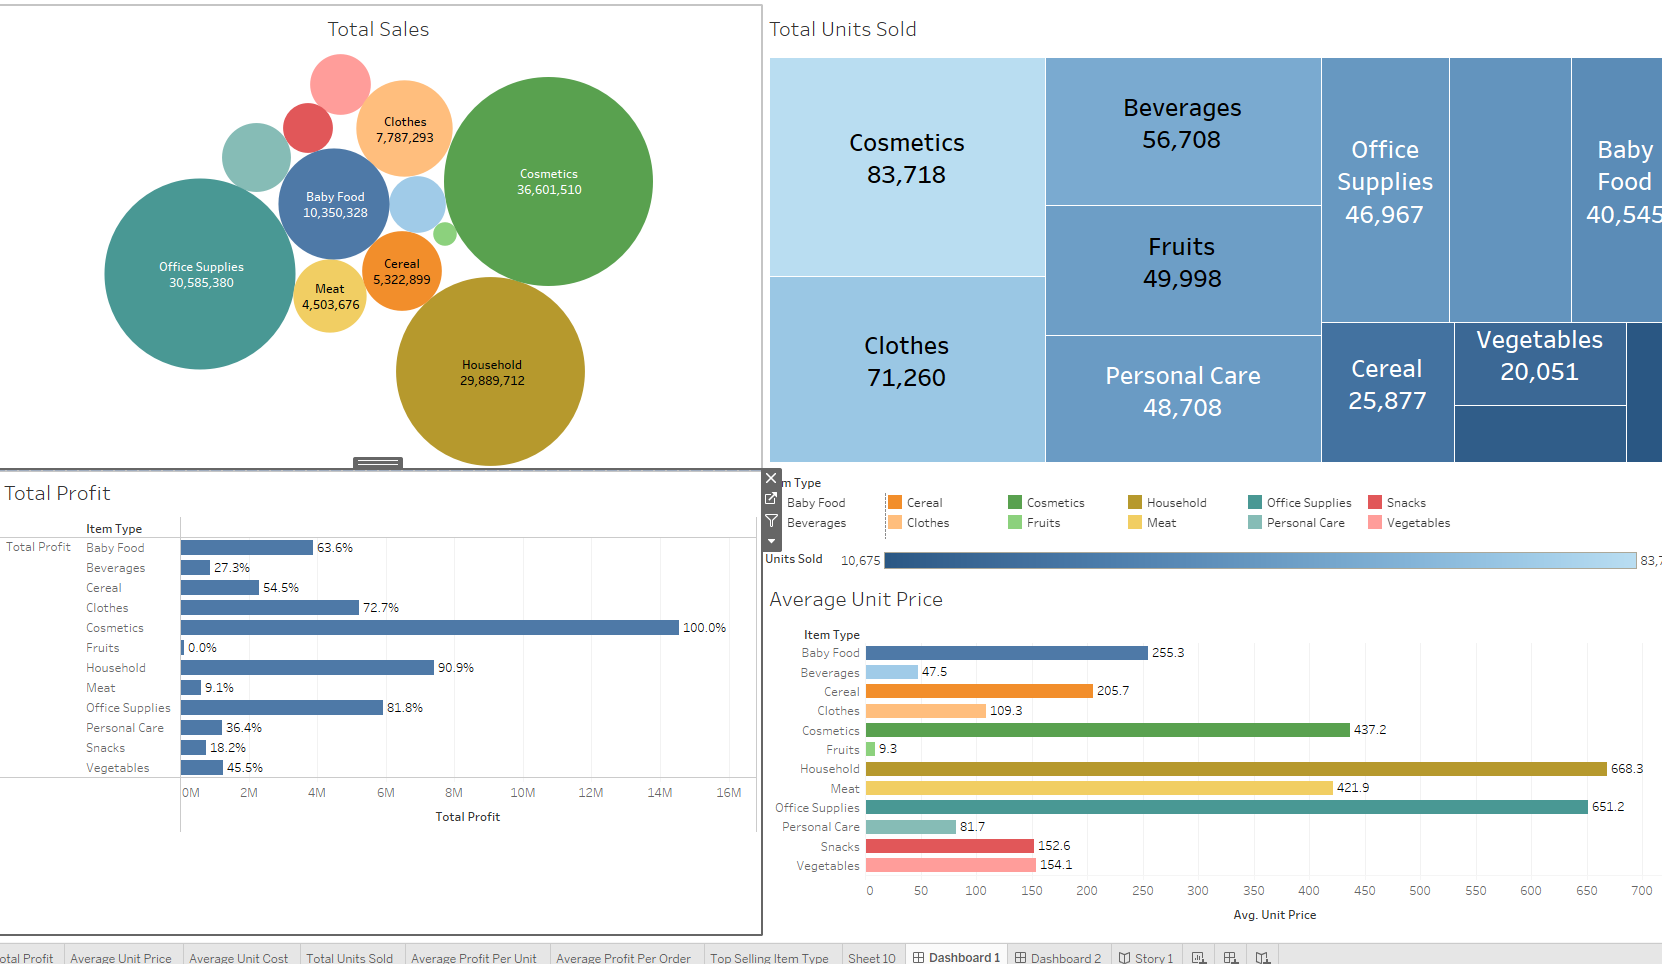 Total Sales
Clothes
7,787,293
Cosmetics
36,601,510
Baby Food
10,350,328
Office Supplies
30,585,380
Cereal
5,322,899
Meat
4,503,676
Household
29,889,712
Total Units Sold
Cosmetics
83,718
Clothes
71,260
Beverages
56,708
Fruits
49,998
Personal Care
48,708
Office
Supplies
46,967
Baby
Food
40,545
Cereal
25,877
Vegetables
20,051
Total Profit
Item Type
Total Profit
Baby Food 63.6%
Beverages 27.3%
Cereal 54.5%
Clothes 72.7%
Cosmetics 100.0%
Fruits 0.0%
Household 90.9%
Meat 9.1%
Office Supplies 81.8%
Personal Care 36.4%
Snacks 18.2%
Vegetables 45.5%
0M 2M 4M 6M 8M 10M 12M 14M 16M
Total Profit
m Type
Baby Food Cereal Cosmetics Household Office Supplies Snacks
Beverages Clothes Fruits Meat Personal Care Vegetables
Units Sold 10,675 83,7
Average Unit Price
Item Type
Baby Food 255.3
Beverages 47.5
Cereal 205.7
Clothes 109.3
Cosmetics 437.2
Fruits 9.3
Household 668.3
Meat 421.9
Office Supplies 651.2
Personal Care 81.7
Snacks 152.6
Vegetables 154.1
0 50 100 150 200 250 300 350 400 450 500 550 600 650 700
Avg. Unit Price
otal Profit Average Unit Price Average Unit Cost Total Units Sold Average Profit Per Unit Average Profit Per Order Top Selling Item Type Sheet 10 Dashboard 1 Dashboard 2 Story 1